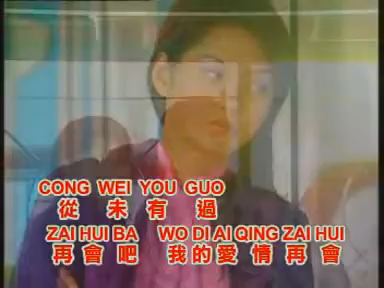 CONG WEI YOU GUO
從 未 有 過
ZAI HUI BA WO DI AI QING ZAI HUI
再 會 吧 我 的 愛 情 再 會